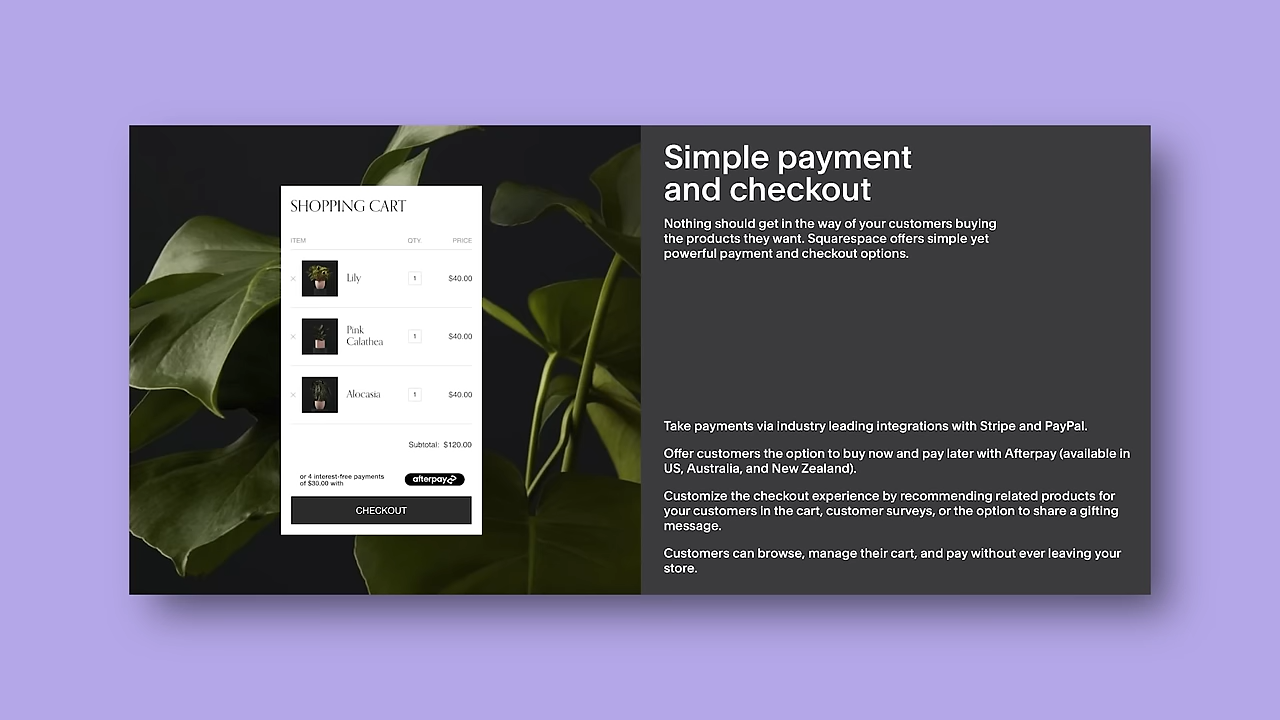 SHOPPING CART
ITEM QTY. PRICE
Lily 1 $40.00
Pink
Calathea 1 $40.00
Alocasia 1 $40.00
Subtotal: $120.00
or 4 interest-free payments
of $30.00 with afterpay
CHECKOUT
Simple payment
and checkout
Nothing should get in the way of your customers buying
the products they want. Squarespace offers simple yet
powerful payment and checkout options.
Take payments via industry leading integrations with Stripe and PayPal.
Offer customers the option to buy now and pay later with Afterpay (available in
US, Australia, and New Zealand).
Customize the checkout experience by recommending related products for
your customers in the cart, customer surveys, or the option to share a gifting
message.
Customers can browse, manage their cart, and pay without ever leaving your
store.